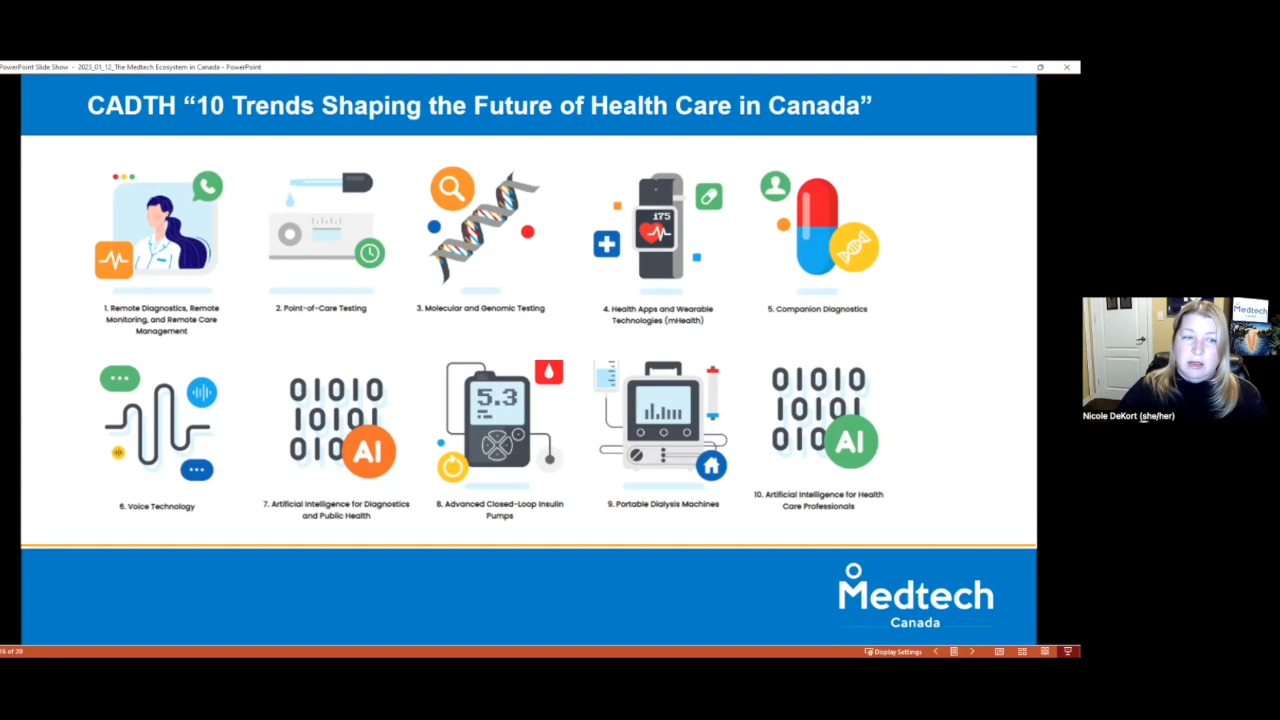 PowerPoint Slide Show - 2023_01_12_The Medtech Ecosystem in Canada - PowerPoint
CADTH “10 Trends Shaping the Future of Health Care in Canada”
175
1. Remote Diagnostics, Remote
Monitoring, and Remote Care
Management
2. Point-of-Care Testing
3. Molecular and Genomic Testing
4. Health Apps and Wearable
Technologies (mHealth)
5. Companion Diagnostics
01010
10101
010
AI
5.3
01010
10101
010
AI
6. Voice Technology
7. Artificial Intelligence for Diagnostics
and Public Health
8. Advanced Closed-Loop Insulin
Pumps
9. Portable Dialysis Machines
10. Artificial Intelligence for Health
Care Professionals
Medtech
Canada
16 of 20
Display Settings
Medtech
Canada
Nicole DeKort (she/her)